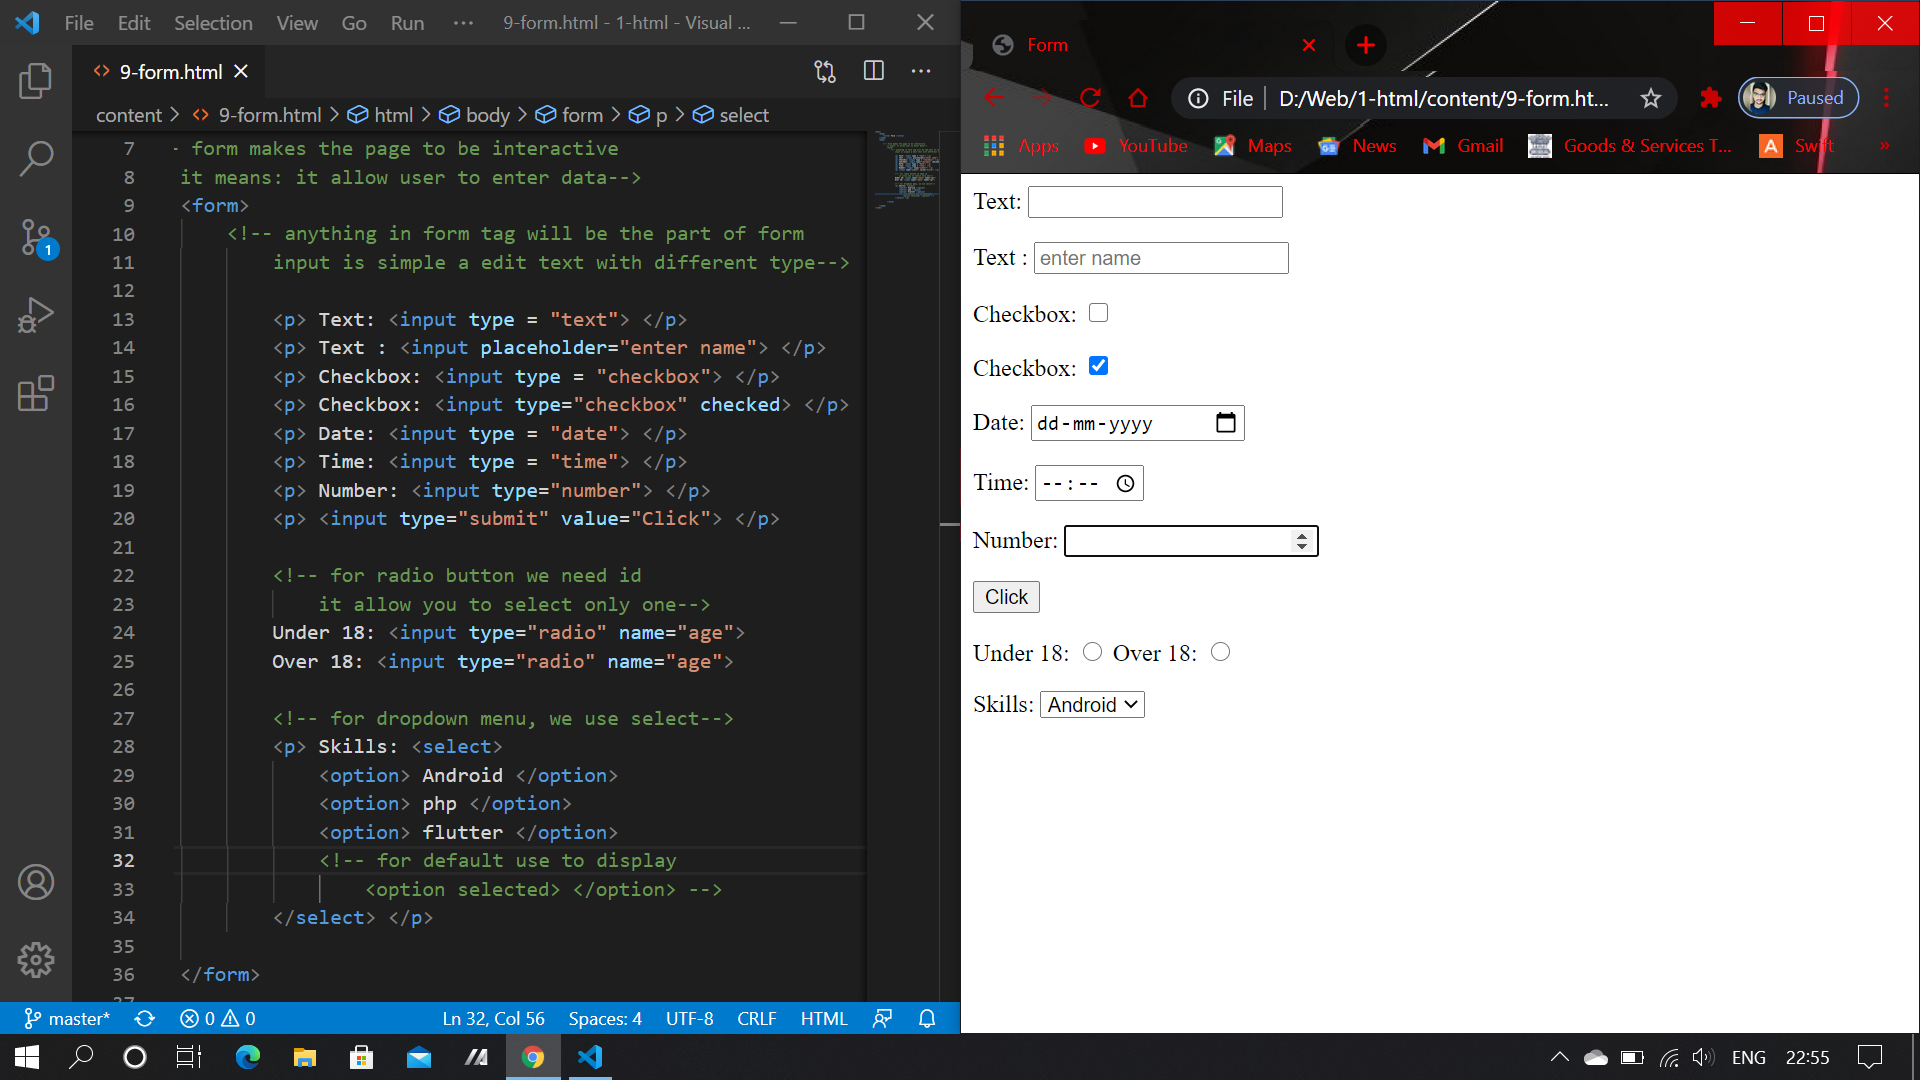 File Edit Selection View Go Run ··· 9-form.html - 1-html - Visual ...
9-form.html
content > 9-form.html > html > body > form > p > select
7 - form makes the page to be interactive
8 it means: it allow user to enter data-->
9 <form>
10 <!-- anything in form tag will be the part of form
11 input is simple a edit text with different type-->
12
13 <p> Text: <input type = "text"> </p>
14 <p> Text : <input placeholder="enter name"> </p>
15 <p> Checkbox: <input type = "checkbox"> </p>
16 <p> Checkbox: <input type="checkbox" checked> </p>
17 <p> Date: <input type = "date"> </p>
18 <p> Time: <input type = "time"> </p>
19 <p> Number: <input type="number"> </p>
20 <p> <input type="submit" value="Click"> </p>
21
22 <!-- for radio button we need id
23 it allow you to select only one-->
24 Under 18: <input type="radio" name="age">
25 Over 18: <input type="radio" name="age">
26
27 <!-- for dropdown menu, we use select-->
28 <p> Skills: <select>
29 <option> Android </option>
30 <option> php </option>
31 <option> flutter </option>
32 <!-- for default use to display
33 <option selected> </option> -->
34 </select> </p>
35
36 </form>
1
master* 0 0 Ln 32, Col 56 Spaces: 4 UTF-8 CRLF HTML
Form
File D:/Web/1-html/content/9-form.ht... Paused
Apps YouTube Maps News Gmail Goods & Services T... Swift »
Text:
Text : enter name
Checkbox:
Checkbox:
Date: dd-mm-yyyy
Time: --:--
Number:
Click
Under 18: Over 18:
Skills: Android
ENG 22:55